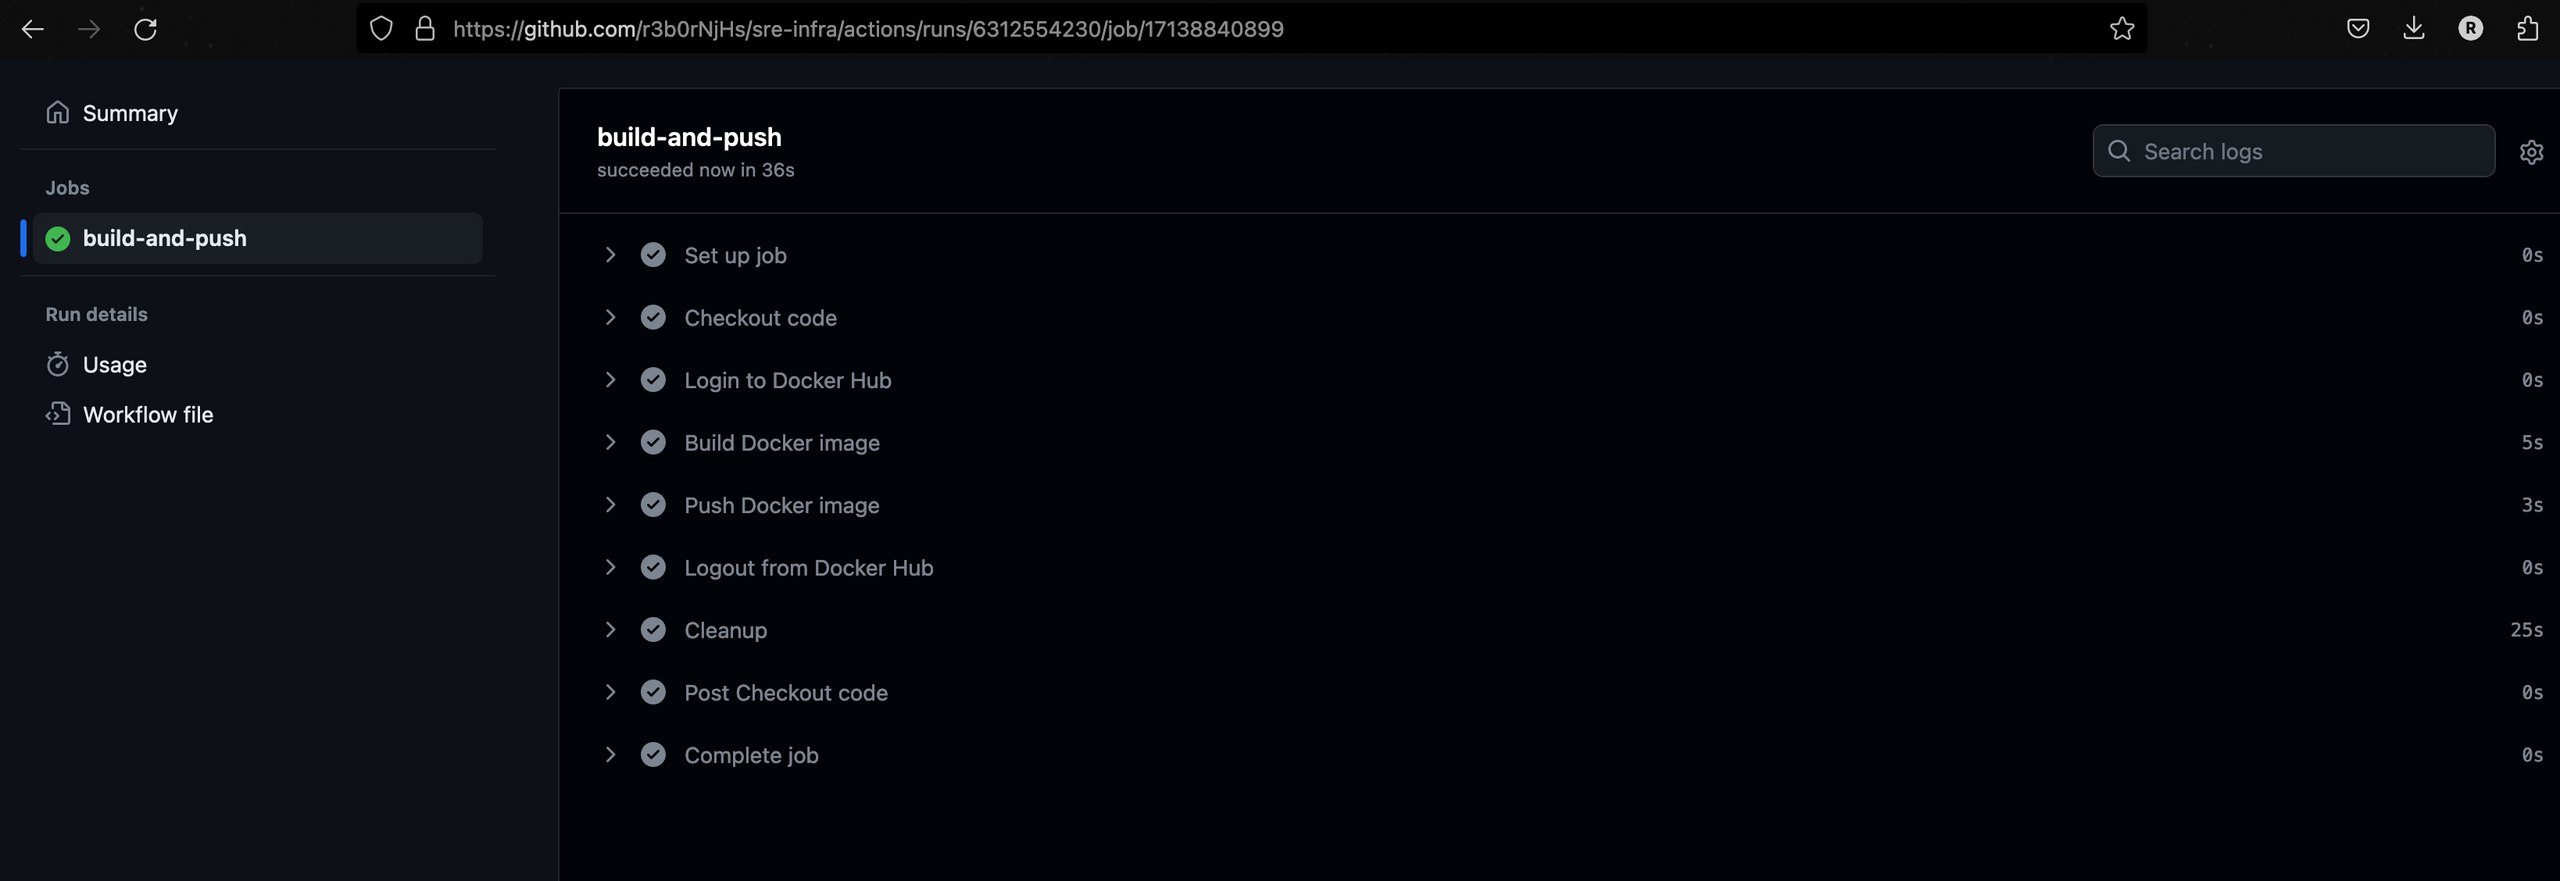 https://github.com/r3b0rNjHs/sre-infra/actions/runs/6312554230/job/17138840899
R
Summary
Jobs
build-and-push
Run details
Usage
Workflow file
build-and-push
succeeded now in 36s
Search logs
Set up job 0s
Checkout code 0s
Login to Docker Hub 0s
Build Docker image 5s
Push Docker image 3s
Logout from Docker Hub 0s
Cleanup 25s
Post Checkout code 0s
Complete job 0s